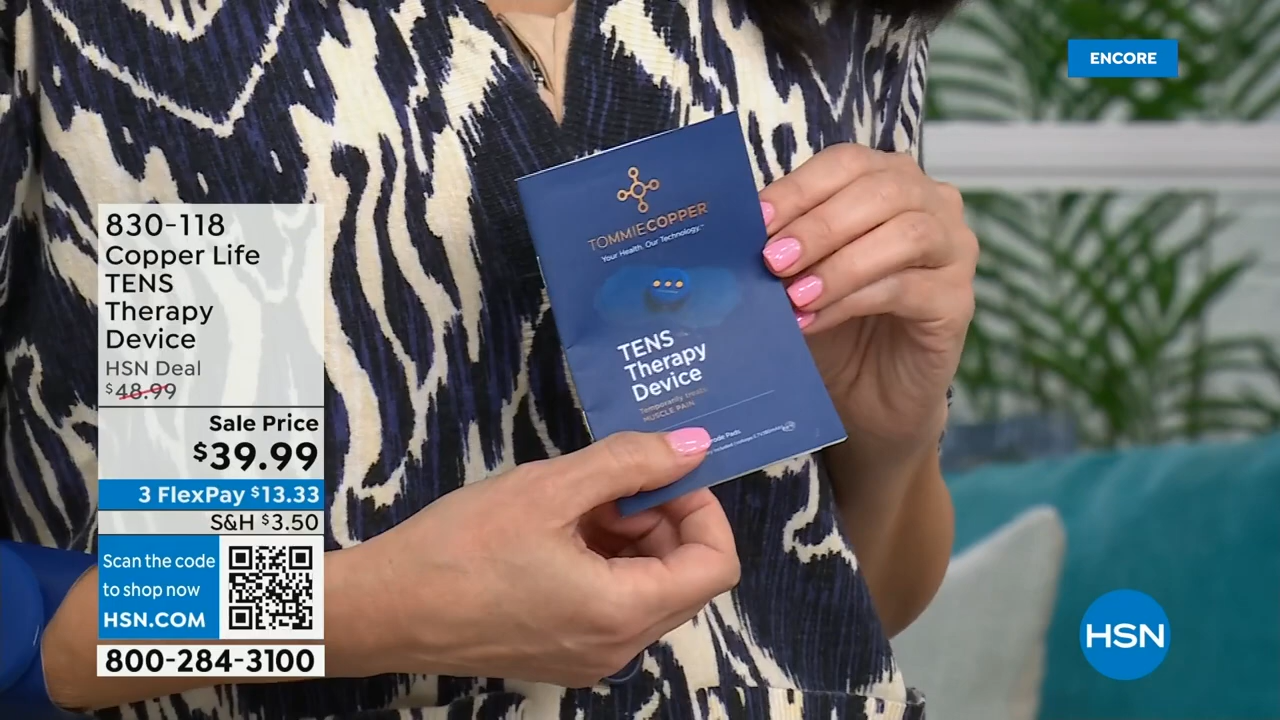 ENCORE
830-118
Copper Life
TENS
Therapy
Device
HSN Deal
$48.99
Sale Price
$39.99
3 FlexPay $13.33
S&H $3.50
Scan the code
to shop now
HSN.COM
800-284-3100
TOMMIECOPPER
Your Health. Our Technology.™
TENS
Therapy
Device
Temporarily treats
MUSCLE PAIN
Pads
HSN